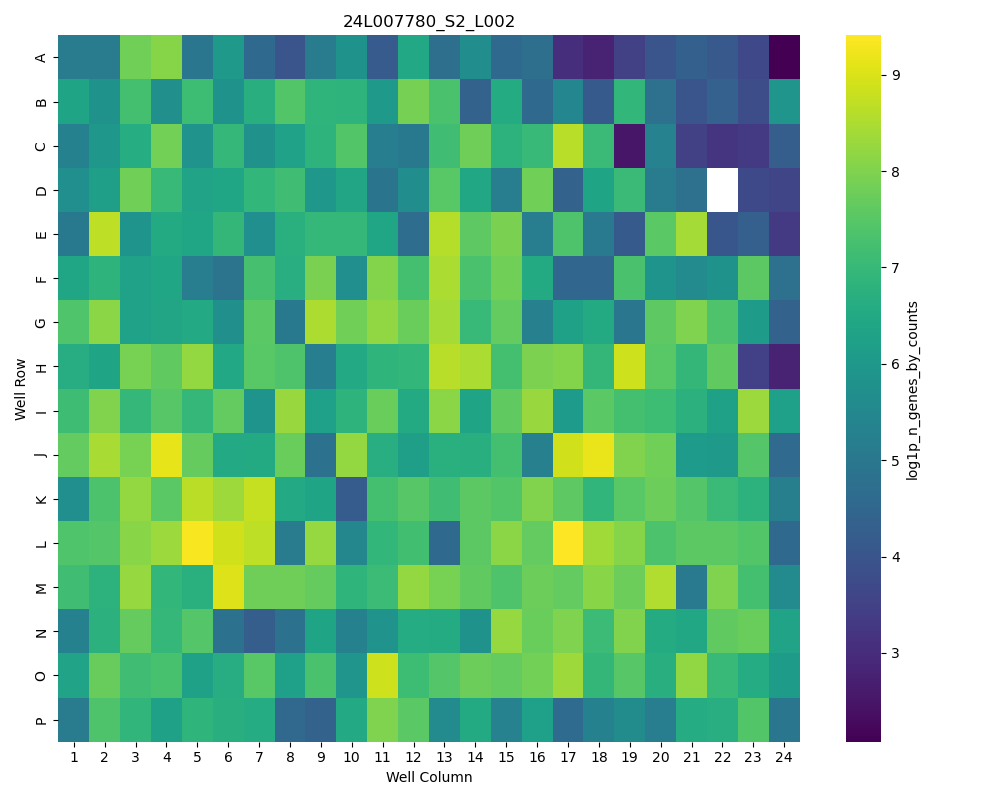 24L007780_S2_L002
A
B
C
D
E
F
G
H
I
J
K
L
M
N
O
P
Well Row
1 2 3 4 5 6 7 8 9 10 11 12 13 14 15 16 17 18 19 20 21 22 23 24
Well Column
9
8
7
6
5
4
3
log1p_n_genes_by_counts